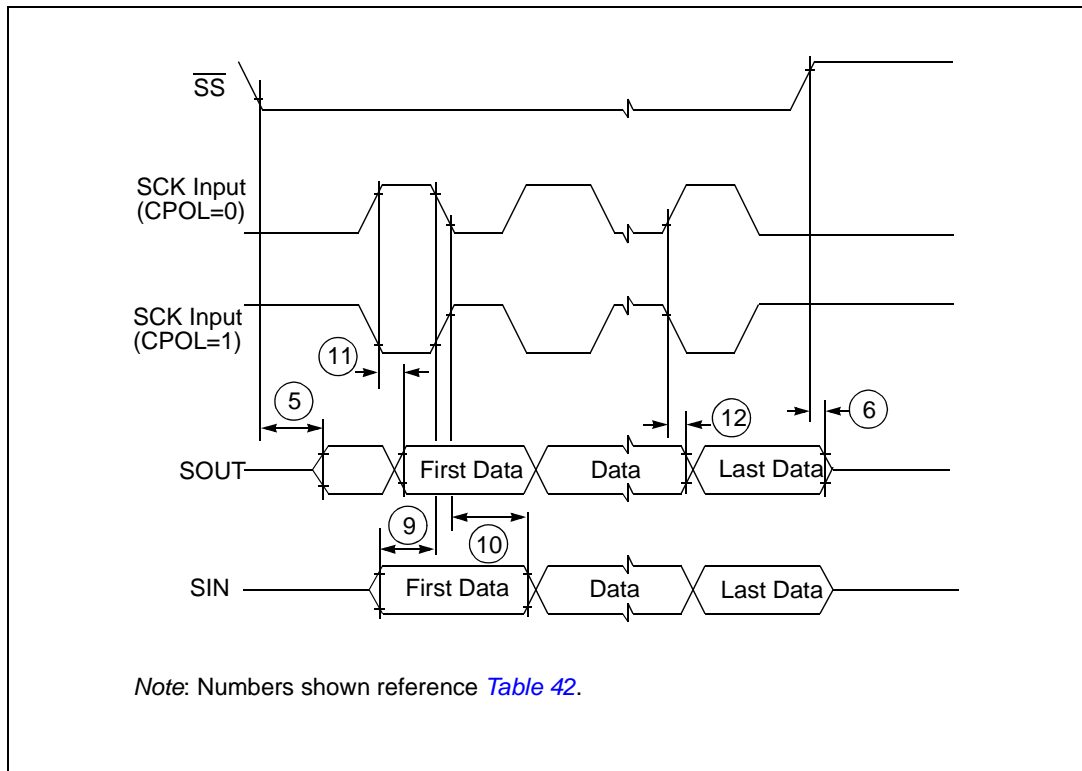 SS
SCK Input
(CPOL=0)
SCK Input
(CPOL=1)
11
5
12
6
SOUT
First Data
Data
Last Data
9
10
SIN
First Data
Data
Last Data
Note: Numbers shown reference Table 42.